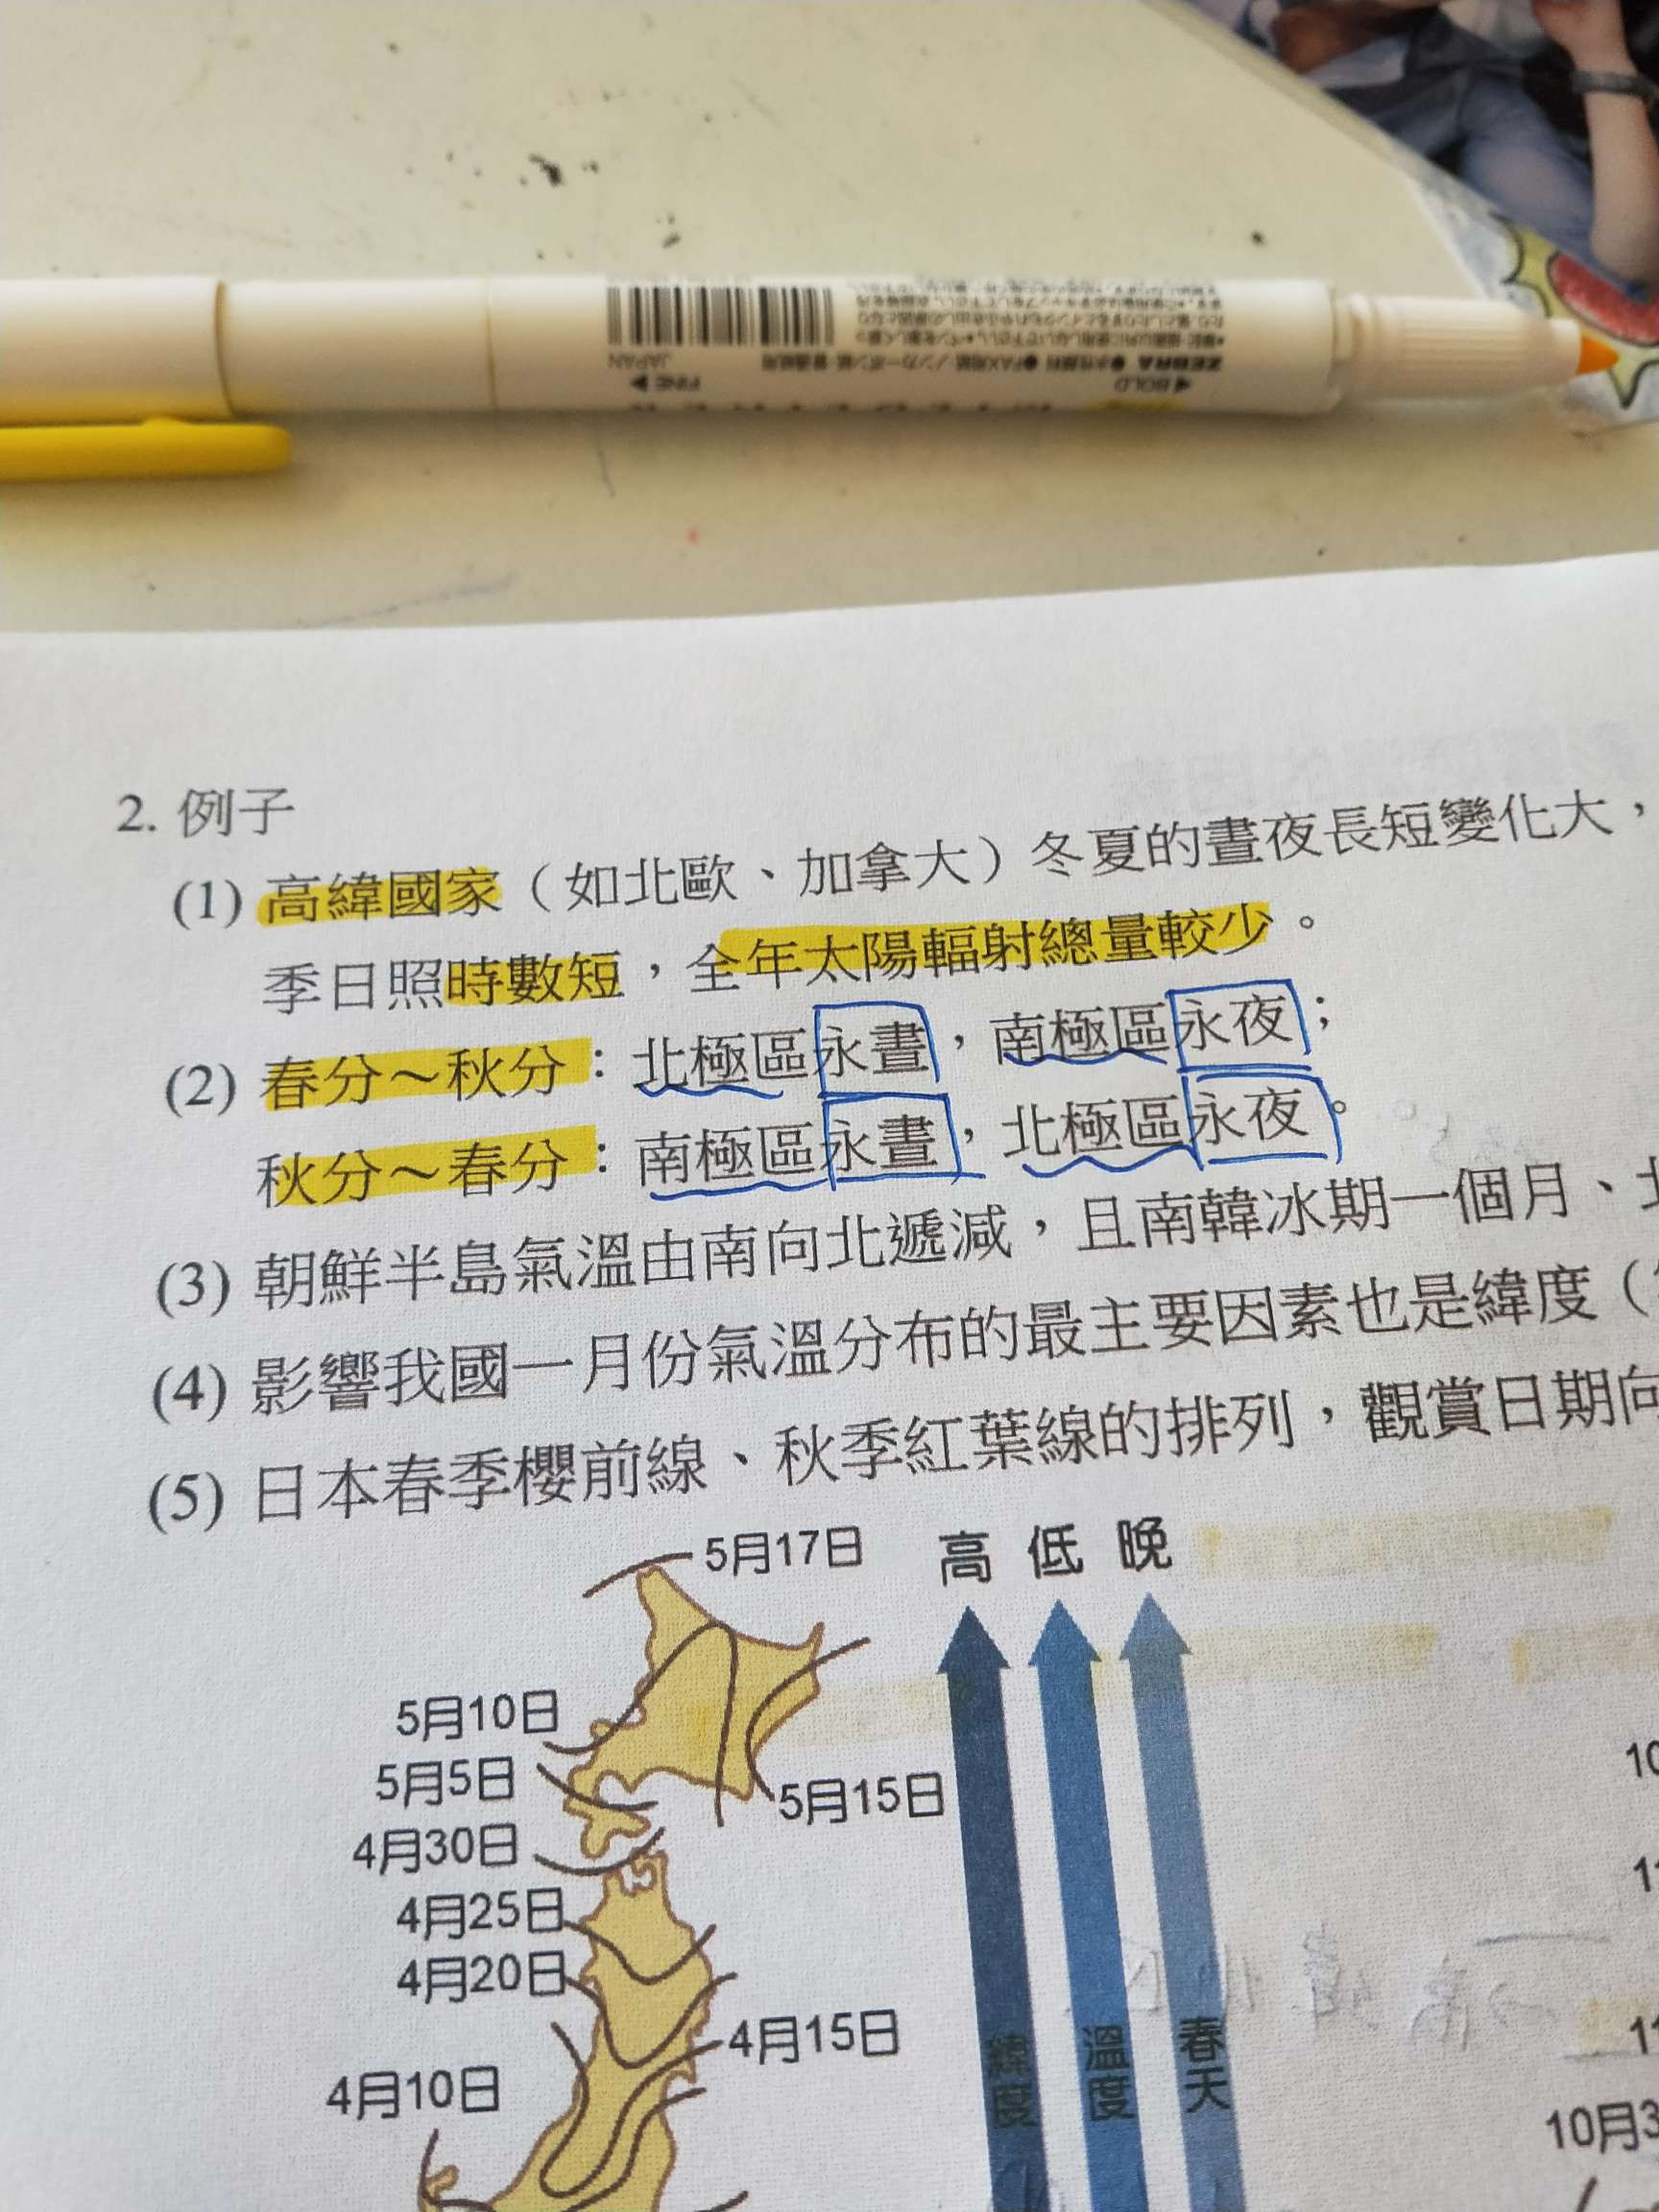 JAPAN
FINE
BOLD
ZEBRA
2. 例子
(1) 高緯國家（如北歐、加拿大）冬夏的晝夜長短變化大，
季日照時數短，全年太陽輻射總量較少。
(2) 春分～秋分：北極區永晝，南極區永夜；
秋分～春分：南極區永晝，北極區永夜。
(3) 朝鮮半島氣溫由南向北遞減，且南韓冰期一個月、
(4) 影響我國一月份氣溫分布的最主要因素也是緯度（
(5) 日本春季櫻前線、秋季紅葉線的排列，觀賞日期向
5月17日
高 低 晚
5月10日
5月5日
5月15日
4月30日
4月25日
4月20日
4月15日
4月10日
緯度
溫度
春天
10月3